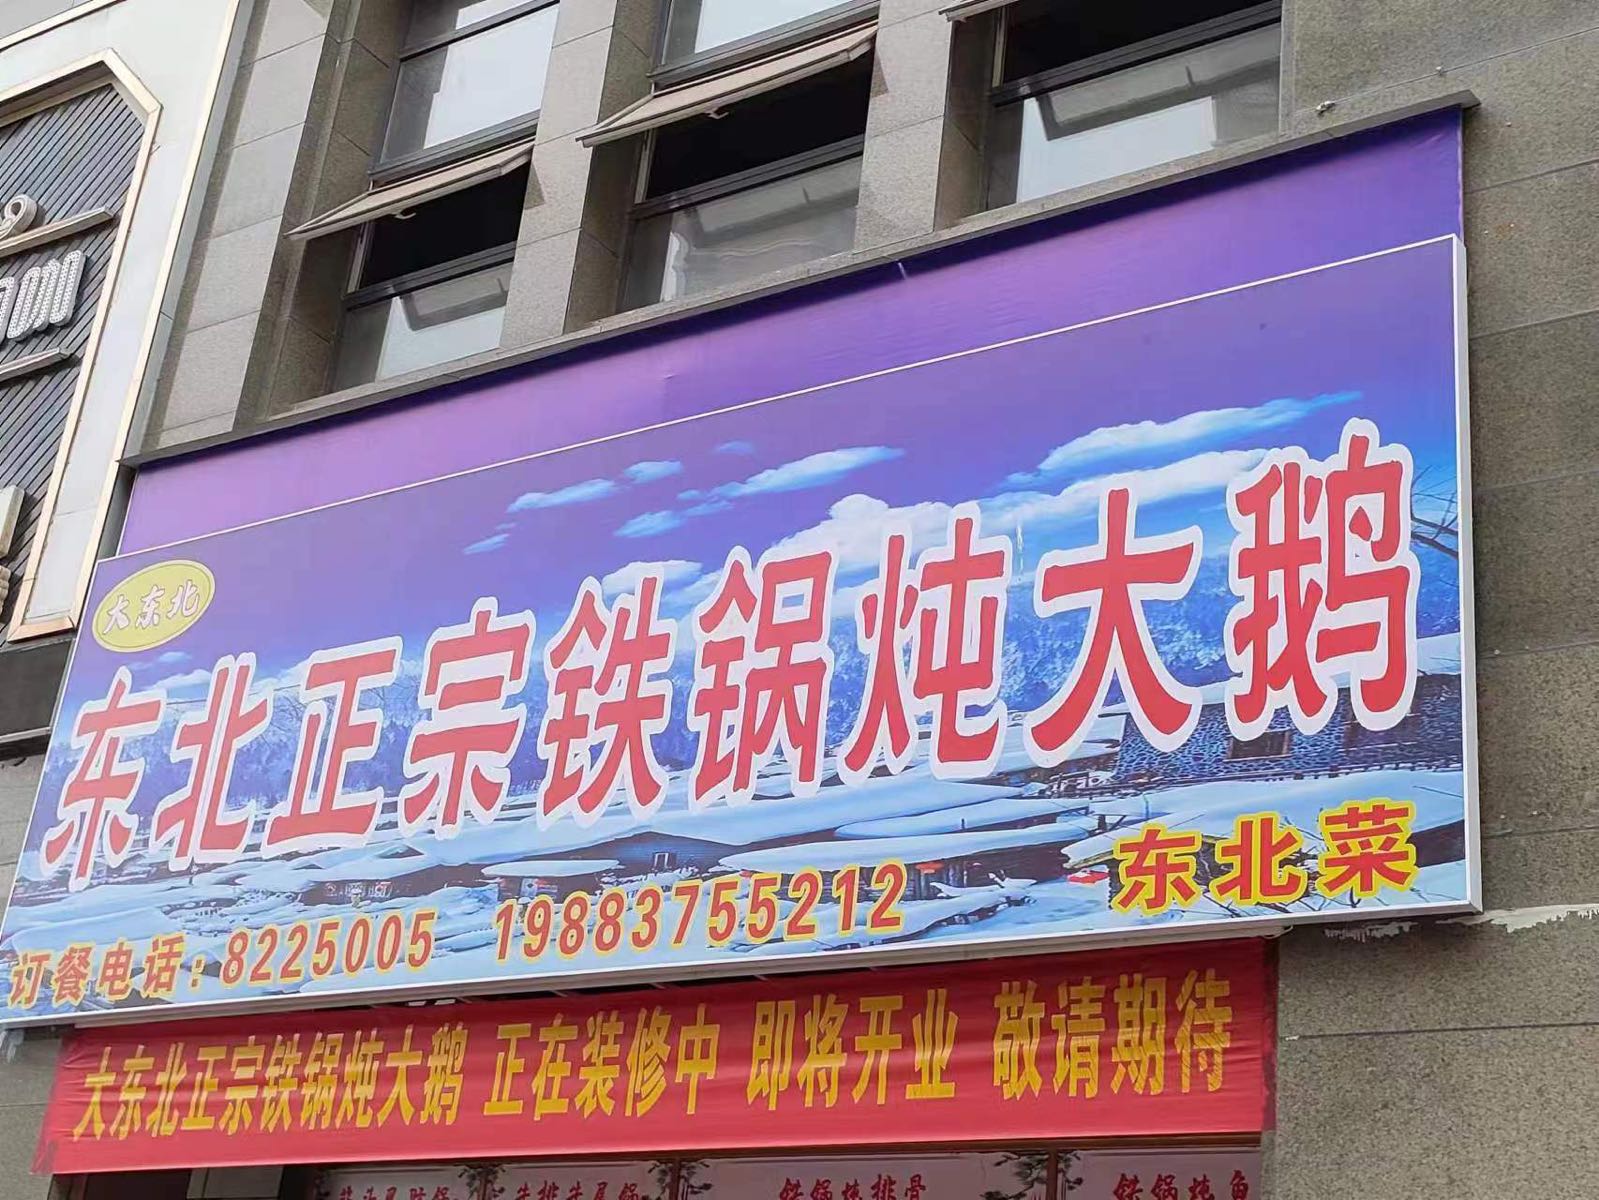 大东北
东北正宗铁锅炖大鹅
东北菜
订餐电话：8225005 19883755212
大东北正宗铁锅炖大鹅 正在装修中 即将开业 敬请期待
铁锅炖排骨
铁锅炖鱼